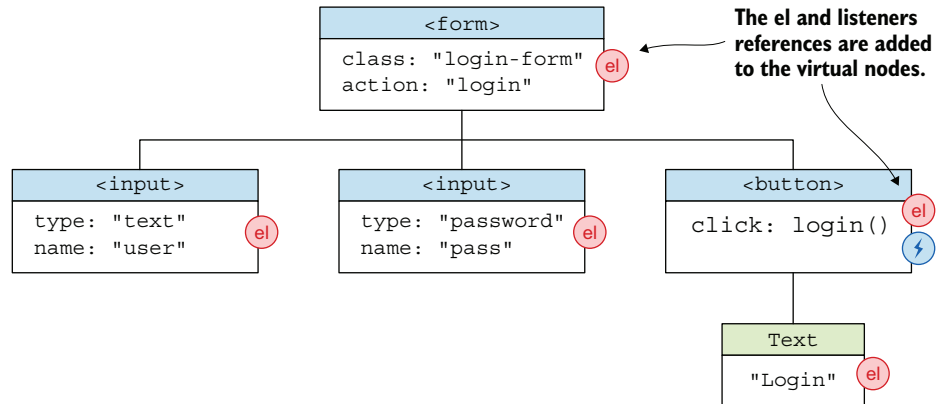 <form>
class: "login-form"
action: "login"
el
The el and listeners
references are added
to the virtual nodes.
<input>
type: "text"
name: "user"
el
<input>
type: "password"
name: "pass"
el
<button>
click: login()
el
Text
"Login"
el